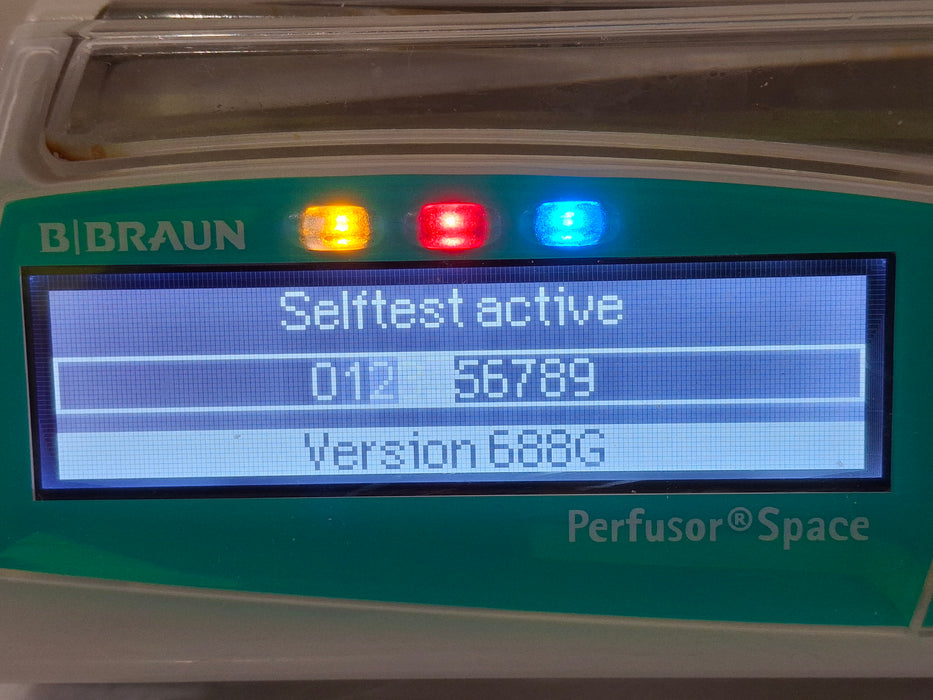 B|BRAUN
Selftest active
012 56789
Version 688G
Perfusor® Space